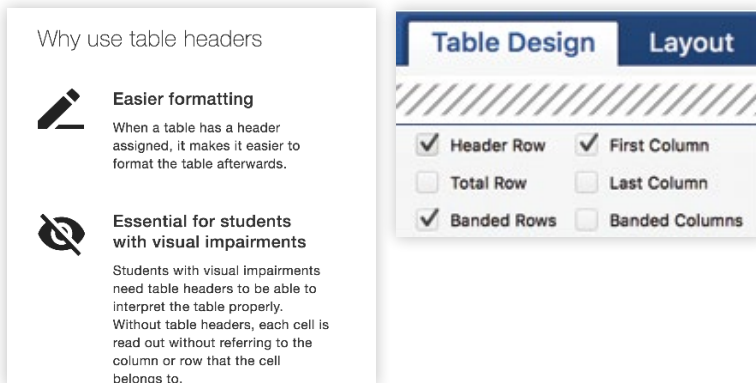 Why use table headers
Easier formatting
When a table has a header
assigned, it makes it easier to
format the table afterwards.
Essential for students
with visual impairments
Students with visual impairments
need table headers to be able to
interpret the table properly.
Without table headers, each cell is
read out without referring to the
column or row that the cell
belongs to.
Table Design Layout
Header Row First Column
Total Row Last Column
Banded Rows Banded Columns